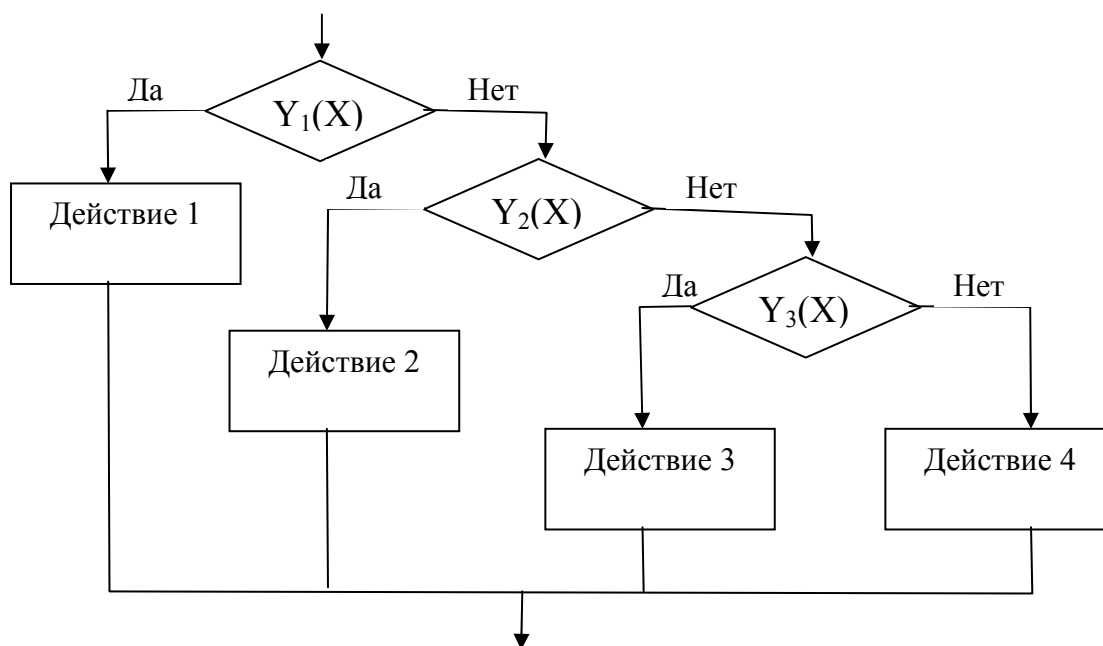 Да
Нет
Y₁(X)
Да
Нет
Действие 1
Y₂(X)
Да
Нет
Y₃(X)
Действие 2
Действие 3
Действие 4